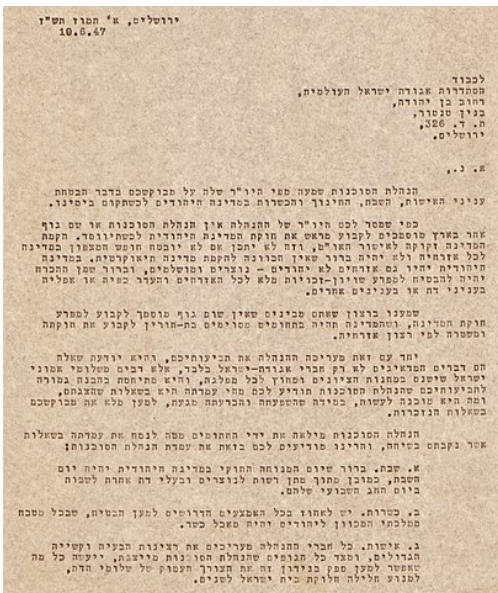 ירושלים, א' תמוז תש"ז
19.6.47
לכבוד
הסתדרות אגודת ישראל העולמית,
רחוב בן יהודה,
בנין סנסור,
ת. ד. 326,
ירושלים.
א. נ.,
הנהלת הסוכנות שמעה מפי היו"ר שלה על מבוקשכם בדבר הבטחת
עניני האישות, השבת, החינוך והכשרות במדינה היהודית לכשתקום בימינו.
כפי שמסר לכם היו"ר של ההנהלה אין הנהלת הסוכנות או שם גוף
אחר בארץ מוסמכים לקבוע מראש את חוקת המדינה היהודית לכשתיווסד. הקמת
המדינה זקוקה לאישור האו"ם, וזה לא יתכן אם לא יובטח חופש המצפון במדינה
לכל אזרחיה ולא יהיה ברור שאין הכוונה להקמת מדינה תיאוקרטית. במדינה
היהודית יהיו גם אזרחים לא יהודים - נוצרים ומוסלמים, וברור שמן ההכרח
יהיה להבטיח למפרע שויון-זכויות מלא לכל האזרחים והעדר כפיה או אפליה
בעניני דת או בענינים אחרים.
שמענו ברצון שאתם מבינים שאין שום גוף מוסמך לקבוע למפרע
חוקת המדינה, ושהמדינה תהיה בתחומים מסוימים בת-חורין לקבוע את חוקתה
ומשטרה לפי רצון אזרחיה.
יחד עם זאת מעריכה ההנהלה את תביעותיכם, והיא יודעת שאלה
הם דברים המדאיגים לא רק חברי אגודת-ישראל בלבד, אלא רבים משלומי אמוני
ישראל שישנם במחנות הציונים ומחוץ לכל מפלגה, והיא מתיחסת בהבנה גמורה
לתביעותיכם שהנהלת הסוכנות תודיע לכם מהי עמדתה היא בשאלות שהצגתם,
ומה היא מוכנה לעשות, במידה שהשפעתה והכרעתה מגעת, למען מלא את מבוקשכם
בשאלות הנזכרות.
הנהלת הסוכנות מילאה את ידי החתומים מטה לנסח את עמדתה בשאלות
אשר נקבתם בשיחה, והרינו מודיעים לכם בזאת את עמדת הנהלת הסוכנות:
א. שבת. ברור שיום המנוחה החוקי במדינה היהודית יהיה יום
השבת, כמובן מתוך מתן רשות לנוצרים ובעלי דת אחרת לשבות
ביום החג השבועי שלהם.
ב. כשרות. יש לאחוז בכל האמצעים הדרושים למען הבטיח, שבכל מטבח
ממלכתי המכוון ליהודים יהיה מאכל כשר.
ג. אישות. כל חברי ההנהלה מעריכים את רצינות הבעיה וקשייה
הגדולים, ומצד כל הגופים שהנהלת הסוכנות מייצגת, ייעשה כל מה
שאפשר למען ספק בנידון זה את הצורך העמוק של שלומי הדת,
למנוע חלילה חלוקת בית ישראל לשנים.